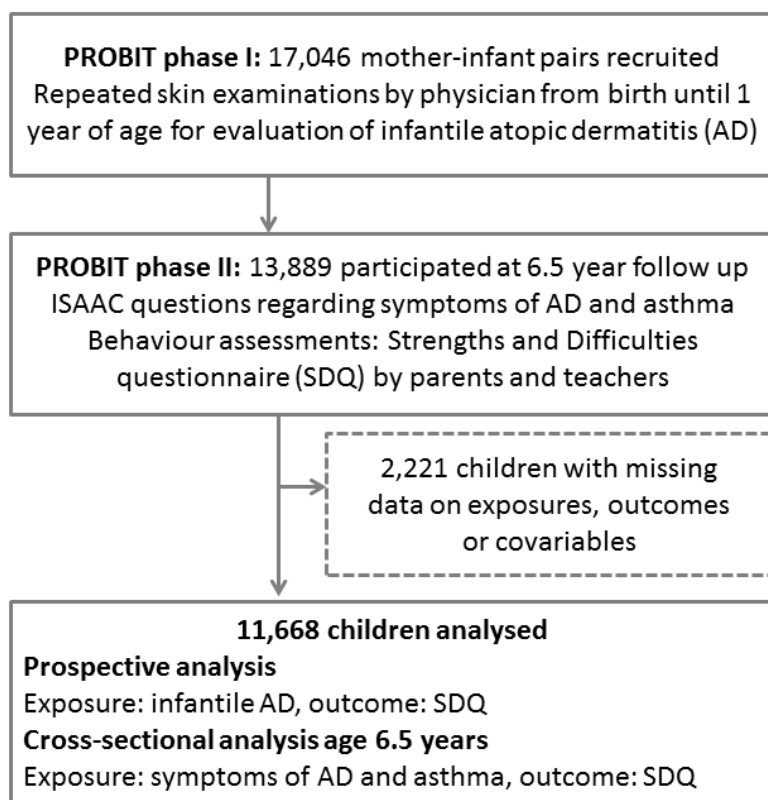 PROBIT phase I: 17,046 mother-infant pairs recruited
Repeated skin examinations by physician from birth until 1
year of age for evaluation of infantile atopic dermatitis (AD)
PROBIT phase II: 13,889 participated at 6.5 year follow up
ISAAC questions regarding symptoms of AD and asthma
Behaviour assessments: Strengths and Difficulties
questionnaire (SDQ) by parents and teachers
2,221 children with missing
data on exposures, outcomes
or covariables
11,668 children analysed
Prospective analysis
Exposure: infantile AD, outcome: SDQ
Cross-sectional analysis age 6.5 years
Exposure: symptoms of AD and asthma, outcome: SDQ